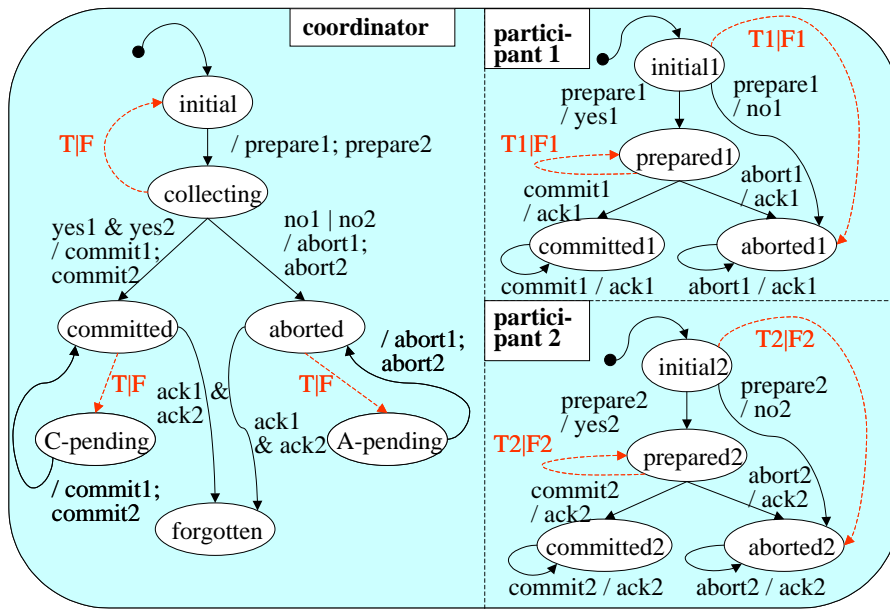 coordinator
initial
T|F
/ prepare1; prepare2
collecting
yes1 & yes2
/ commit1;
commit2
no1 | no2
/ abort1;
abort2
committed
aborted
/ abort1;
abort2
T|F
T|F
ack1 &
ack2
ack1
& ack2
C-pending
A-pending
/ commit1;
commit2
forgotten
partici-
pant 1
T1|F1
initial1
prepare1
/ yes1
prepare1
/ no1
T1|F1
prepared1
commit1
/ ack1
abort1
/ ack1
committed1
aborted1
commit1 / ack1
abort1 / ack1
partici-
pant 2
T2|F2
initial2
prepare2
/ yes2
prepare2
/ no2
T2|F2
prepared2
commit2
/ ack2
abort2
/ ack2
committed2
aborted2
commit2 / ack2
abort2 / ack2